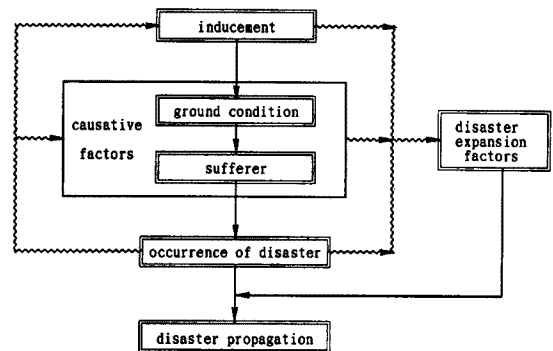 inducement
ground condition
causative
factors
sufferer
disaster
expansion
factors
occurrence of disaster
disaster propagation